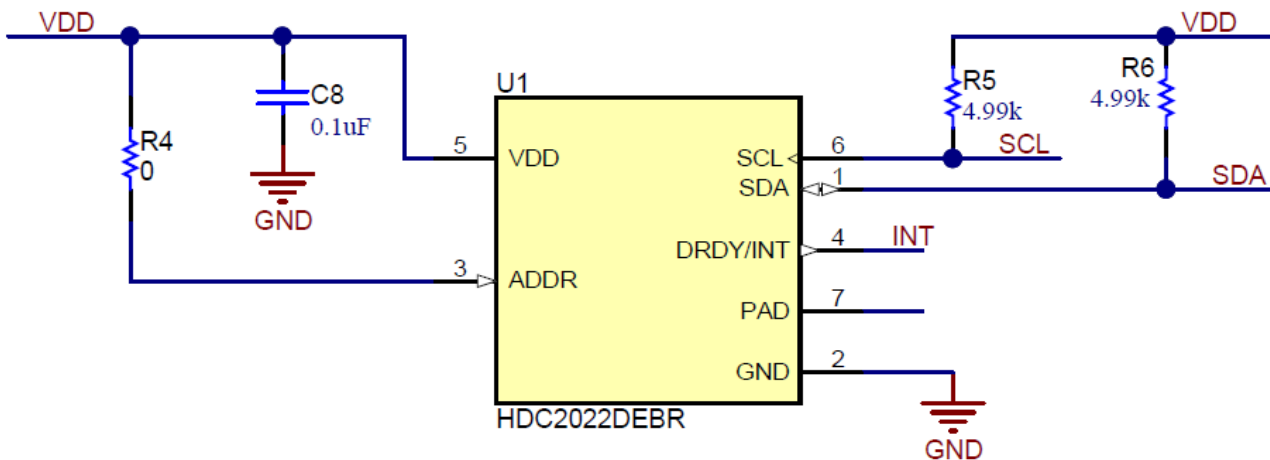 VDD
VDD
U1
R5
4.99k
R6
4.99k
C8
0.1uF
R4
0
5
VDD
SCL
6
SCL
SDA
1
SDA
GND
DRDY/INT
4
INT
3
ADDR
PAD
7
GND
2
HDC2022DEBR
GND